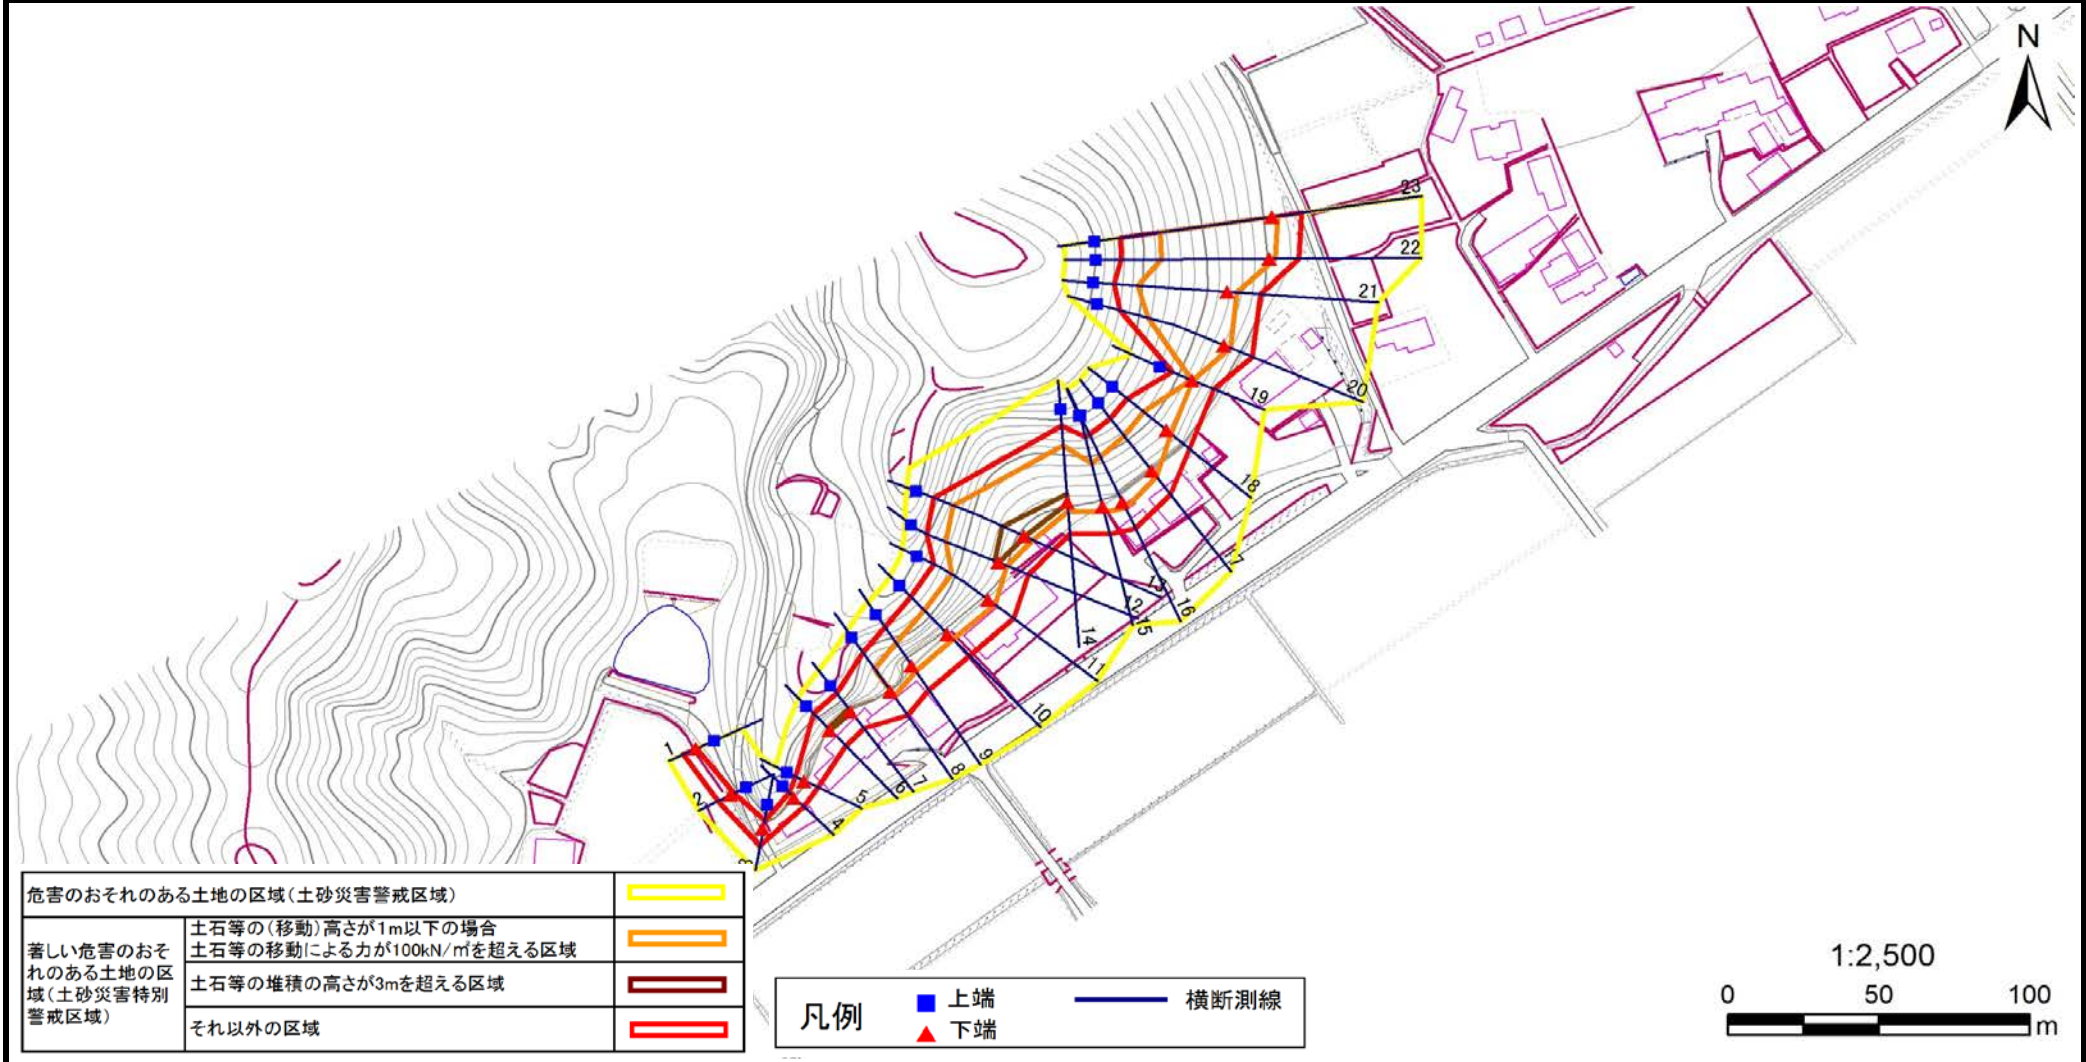 N
23
22
21
20
19
18
17
16
13
12
15
14
11
10
9
8
7
6
5
4
3
2
1
危害のおそれのある土地の区域(土砂災害警戒区域)
著しい危害のおそ
れのある土地の区
域(土砂災害特別
警戒区域)
土石等の(移動)高さが1m以下の場合
土石等の移動による力が100kN/㎡を超える区域
土石等の堆積の高さが3mを超える区域
それ以外の区域
凡例
上端
下端
横断測線
1:2,500
0 50 100
m